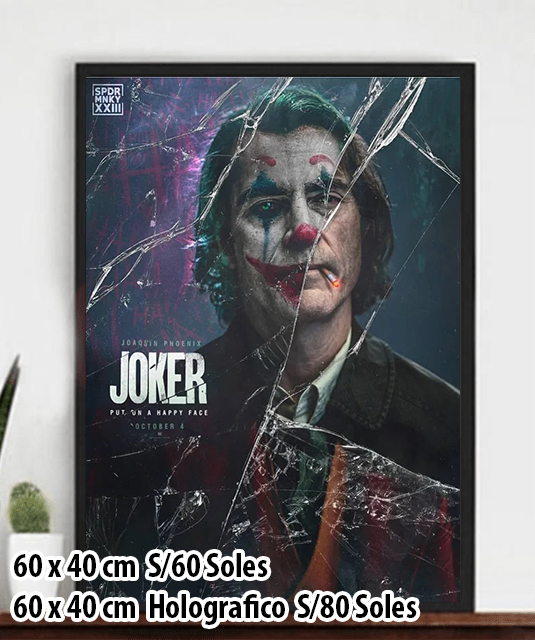 SPDR
MNKY
XXIII
JOAQUIN PHOENIX
JOKER
PUT ON A HAPPY FACE
OCTOBER 4
60 x 40 cm S/60 Soles
60 x 40 cm Holografico S/80 Soles